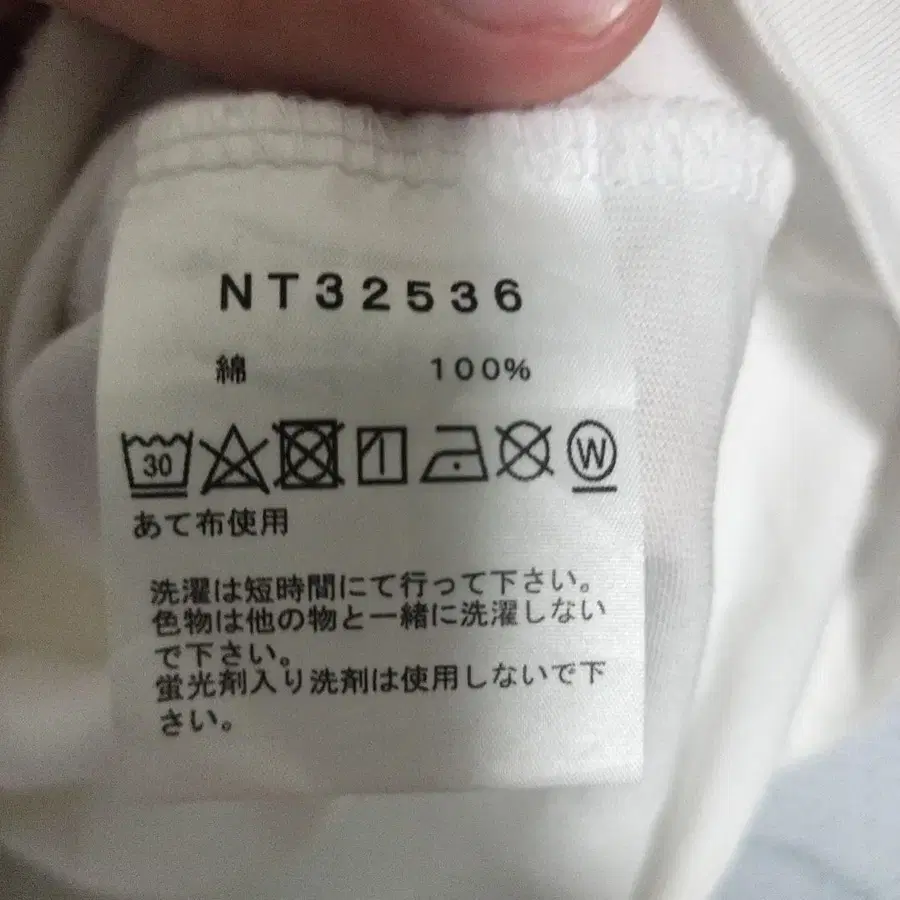 NT32536
綿 100%
30 W
あて布使用
洗濯は短時間にて行って下さい。
色物は他の物と一緒に洗濯しない
で下さい。
蛍光剤入り洗剤は使用しないで下
さい。